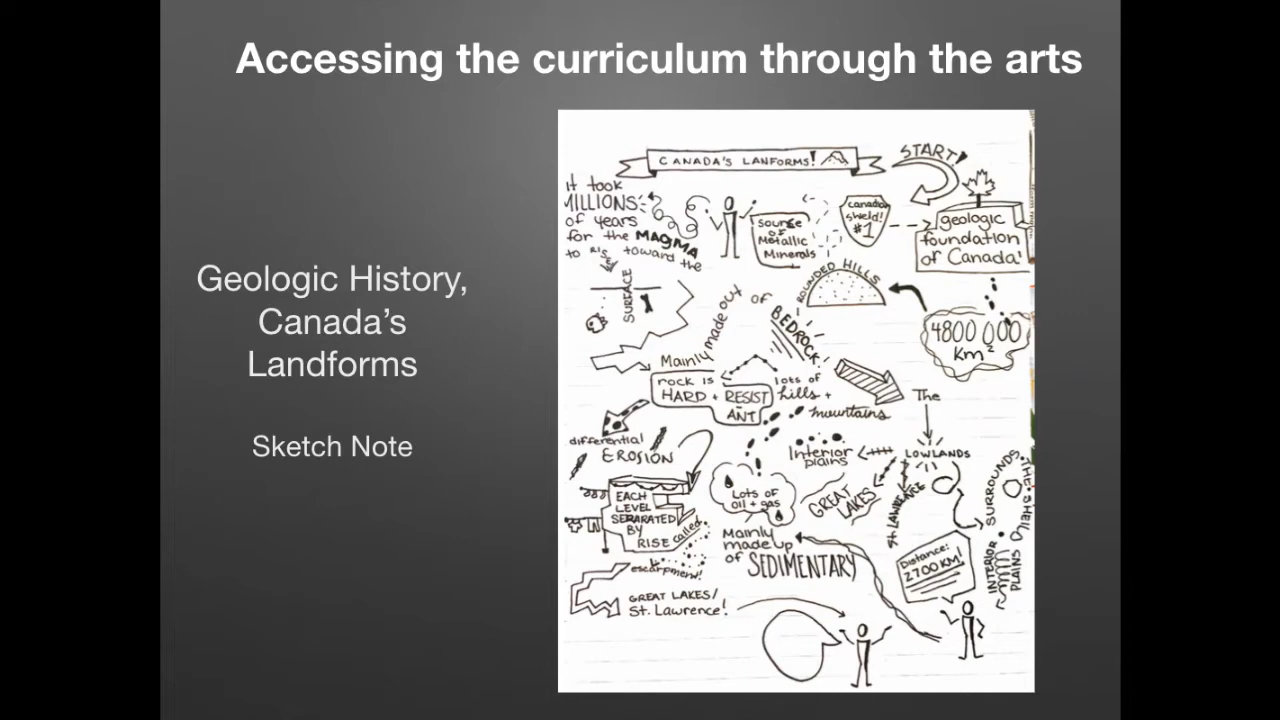 Accessing the curriculum through the arts
Geologic History,
Canada's
Landforms
Sketch Note
CANADA'S LANFORMS!
START!
geologic
foundation
of Canada!
canadian
shield!
#1
source
of
Metallic
Minerals
It took
MILLIONS
of years
for the MAGMA
to rise toward the
SURFACE
4800 000
Km²
ROUNDED HILLS
Mainly made out of BEDROCK
rock is
HARD + RESIST
ANT
lots of
hills +
mountains
differential
EROSION
EACH
LEVEL
SEPARATED
BY
RISE called
escarpment!
GREAT LAKES/
St. Lawrence!
The
LOWLANDS
Interior
plains
GREAT
LAKES
St. LAWRENCE
SURROUNDS
THE SHEILD
Lots of
oil + gas
Mainly
made up
of SEDIMENTARY
INTERIOR
PLAINS
Distance:
2700 KM!